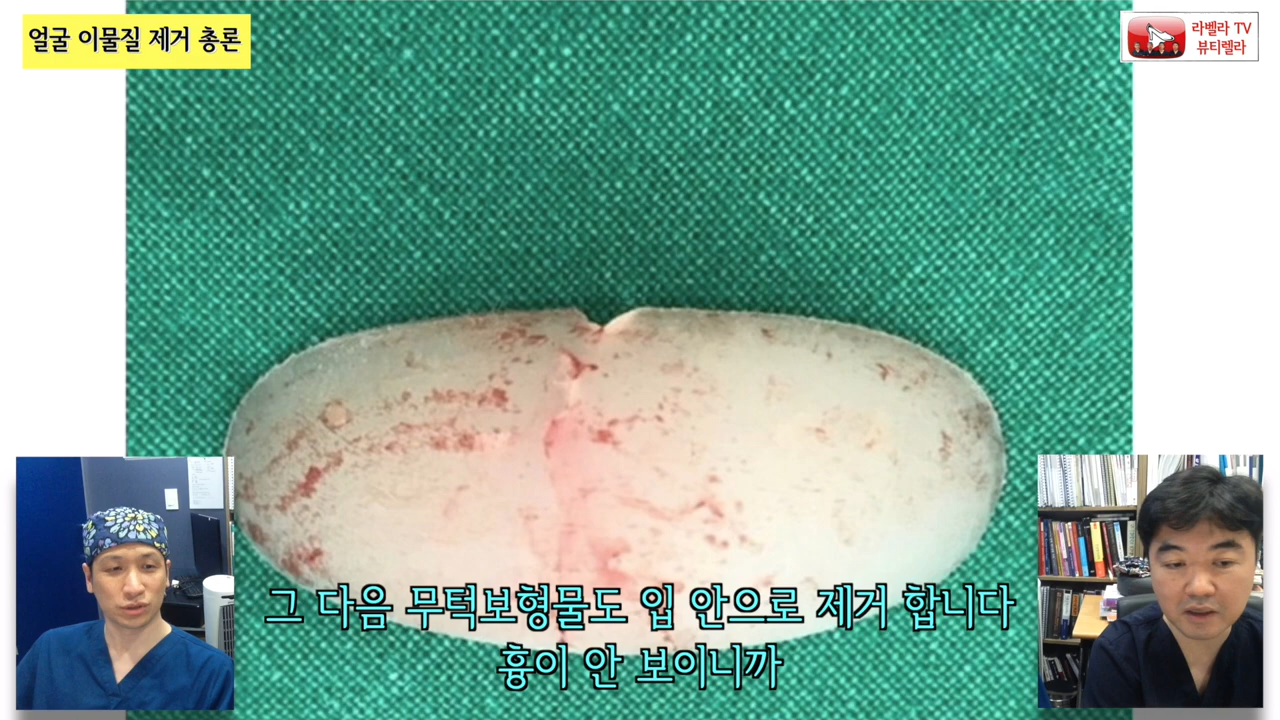 얼굴 이물질 제거 총론
라벨라 TV
뷰티렐라
그 다음 무턱보형물도 입 안으로 제거 합니다
흉이 안 보이니까